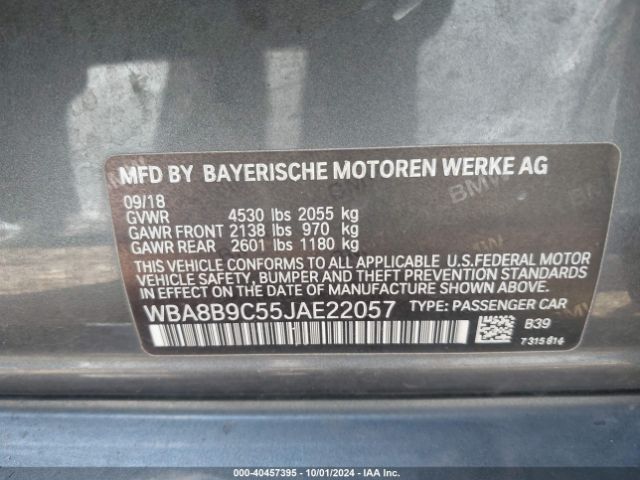 MFD BY BAYERISCHE MOTOREN WERKE AG
09/18
GVWR 4530 lbs 2055 kg
GAWR FRONT 2138 lbs 970 kg
GAWR REAR 2601 lbs 1180 kg
THIS VEHICLE CONFORMS TO ALL APPLICABLE U.S.FEDERAL MOTOR
VEHICLE SAFETY, BUMPER, AND THEFT PREVENTION STANDARDS
IN EFFECT ON THE DATE OF MANUFACTURE SHOWN ABOVE.
WBA8B9C55JAE22057 TYPE: PASSENGER CAR
B39
7315814
000-40457395 - 10/01/2024 - IAA Inc.